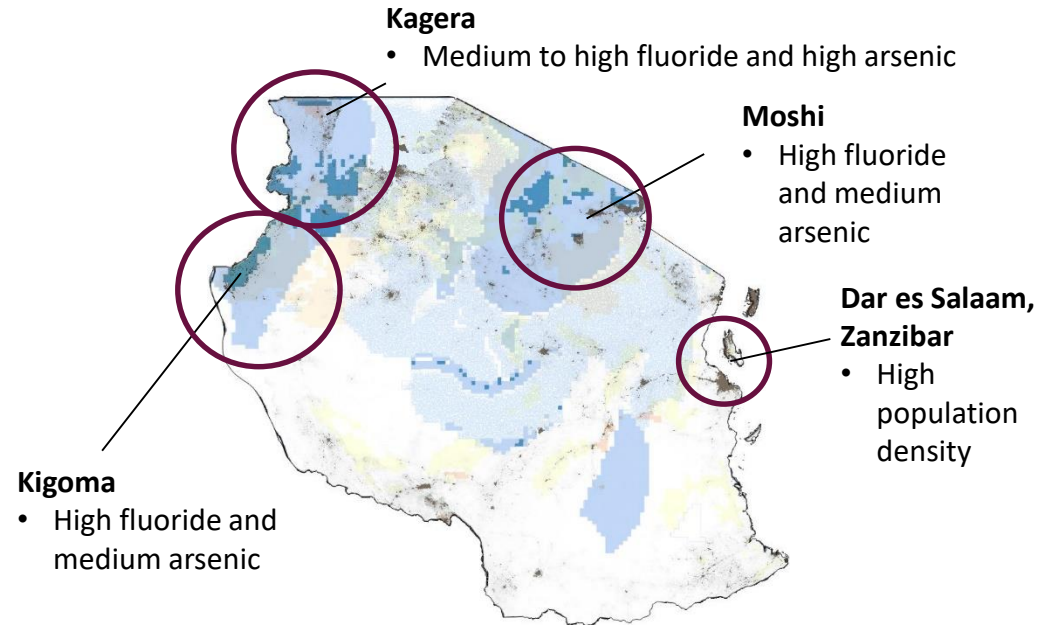 Kagera
• Medium to high fluoride and high arsenic
Moshi
• High fluoride
and medium
arsenic
Dar es Salaam,
Zanzibar
• High
population
density
Kigoma
• High fluoride and
medium arsenic